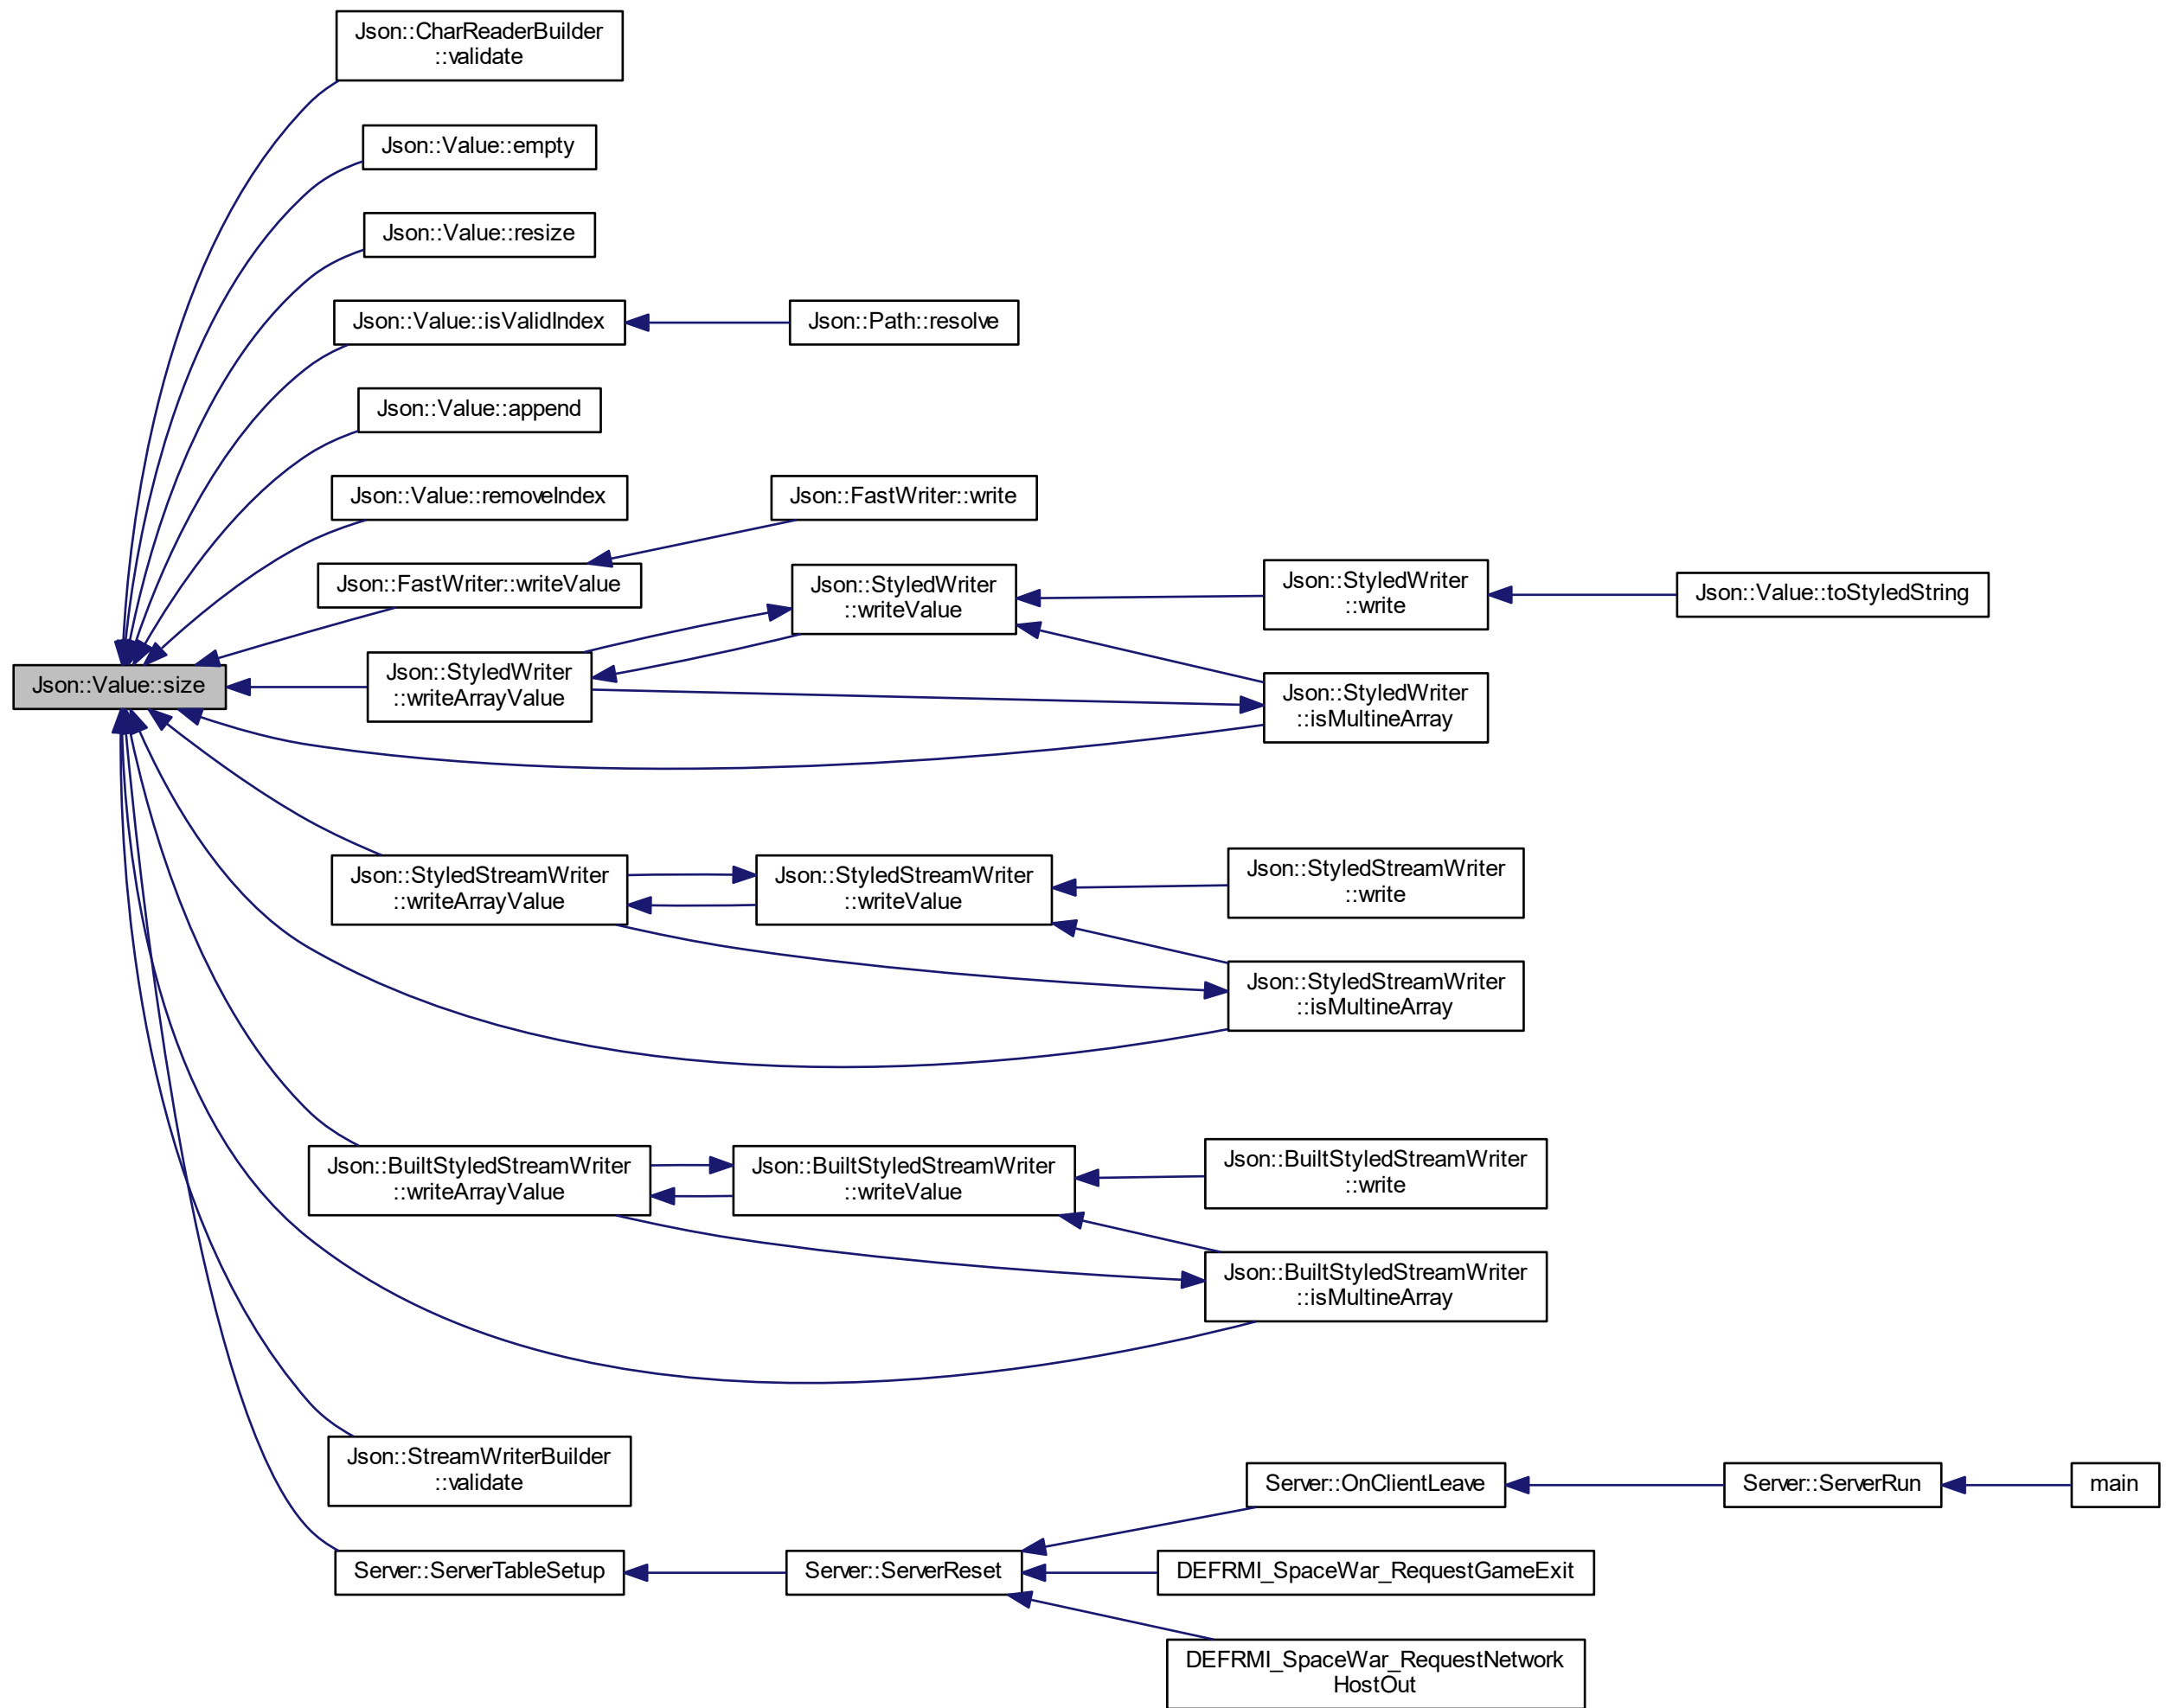 Json::CharReaderBuilder
::validate
Json::Value::empty
Json::Value::resize
Json::Value::isValidIndex
Json::Path::resolve
Json::Value::append
Json::Value::removeIndex
Json::FastWriter::write
Json::FastWriter::writeValue
Json::StyledWriter
::writeValue
Json::StyledWriter
::write
Json::Value::toStyledString
Json::Value::size
Json::StyledWriter
::writeArrayValue
Json::StyledWriter
::isMultineArray
Json::StyledStreamWriter
::writeArrayValue
Json::StyledStreamWriter
::writeValue
Json::StyledStreamWriter
::write
Json::StyledStreamWriter
::isMultineArray
Json::BuiltStyledStreamWriter
::writeArrayValue
Json::BuiltStyledStreamWriter
::writeValue
Json::BuiltStyledStreamWriter
::write
Json::BuiltStyledStreamWriter
::isMultineArray
Json::StreamWriterBuilder
::validate
Server::OnClientLeave
Server::ServerRun
main
Server::ServerTableSetup
Server::ServerReset
DEFRMI_SpaceWar_RequestGameExit
DEFRMI_SpaceWar_RequestNetwork
HostOut